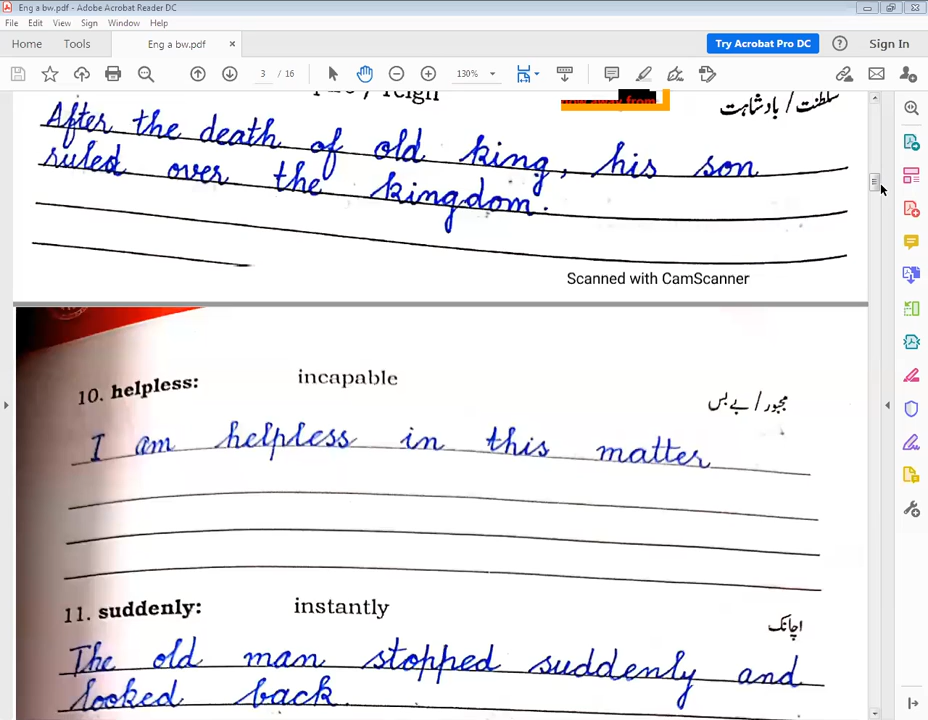 Eng a bw.pdf - Adobe Acrobat Reader DC
File Edit View Sign Window Help
Home Tools Eng a bw.pdf × Try Acrobat Pro DC Sign In
3 / 16 130%
/ reign سلطنت / بادشاہت
After the death of old king, his son
ruled over the kingdom.
Scanned with CamScanner
10. helpless: incapable مجبور / بے بس
I am helpless in this matter
11. suddenly: instantly اچانک
The old man stopped suddenly and
looked back.